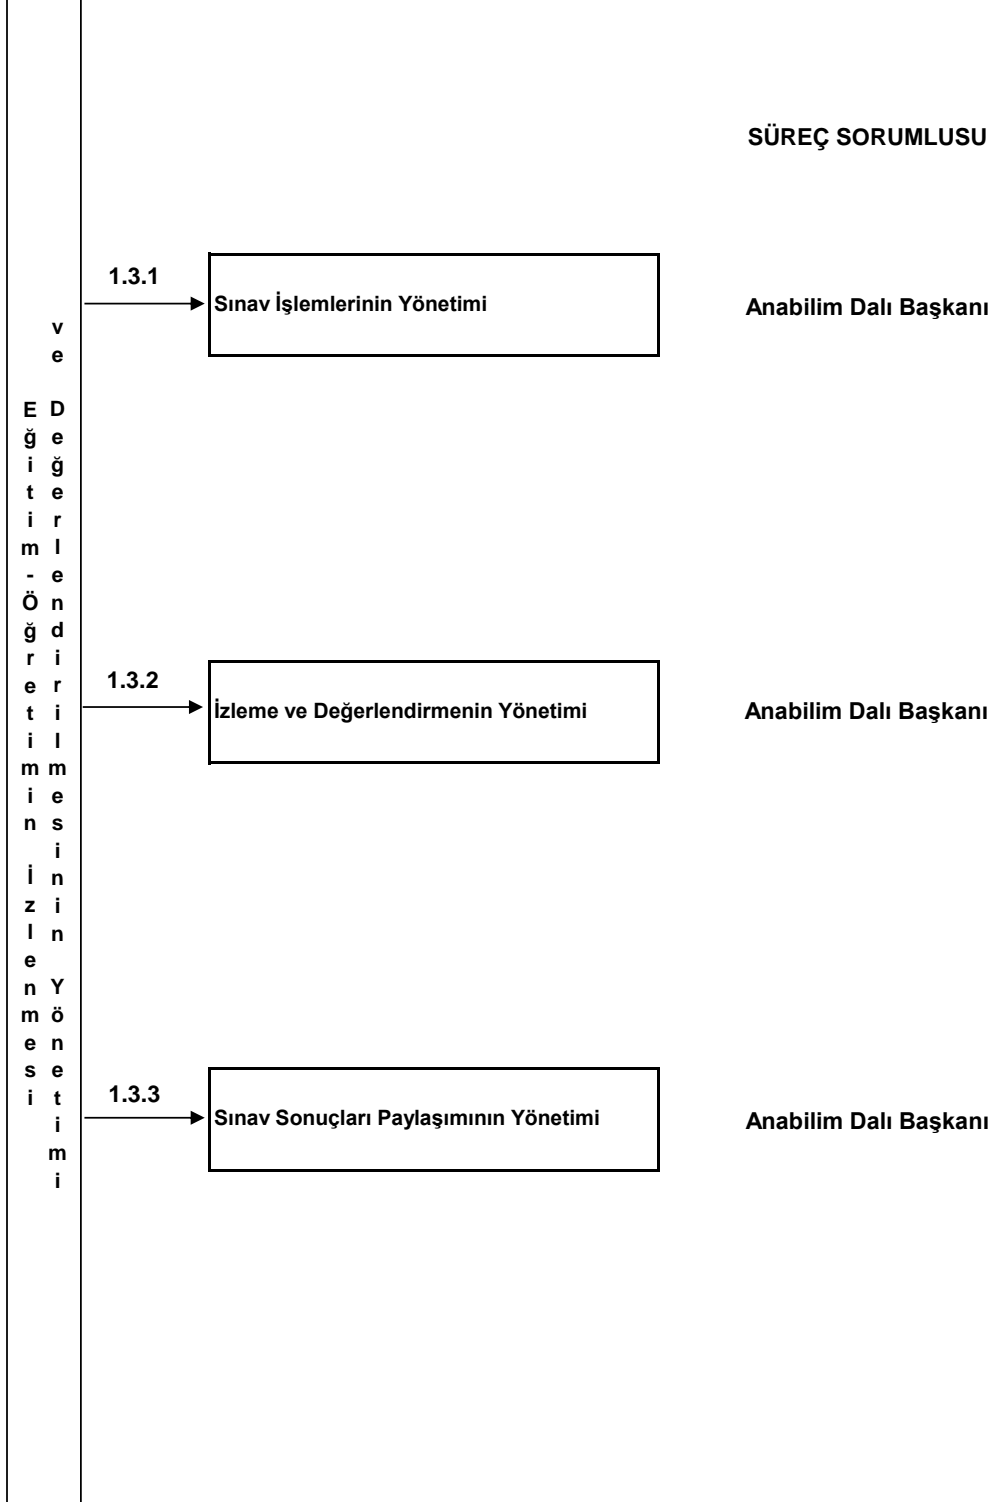 Eğitim-Öğretimin İzlenmesi
ve Değerlendirilmesinin Yönetimi
SÜREÇ SORUMLUSU
1.3.1
Sınav İşlemlerinin Yönetimi
Anabilim Dalı Başkanı
1.3.2
İzleme ve Değerlendirmenin Yönetimi
Anabilim Dalı Başkanı
1.3.3
Sınav Sonuçları Paylaşımının Yönetimi
Anabilim Dalı Başkanı